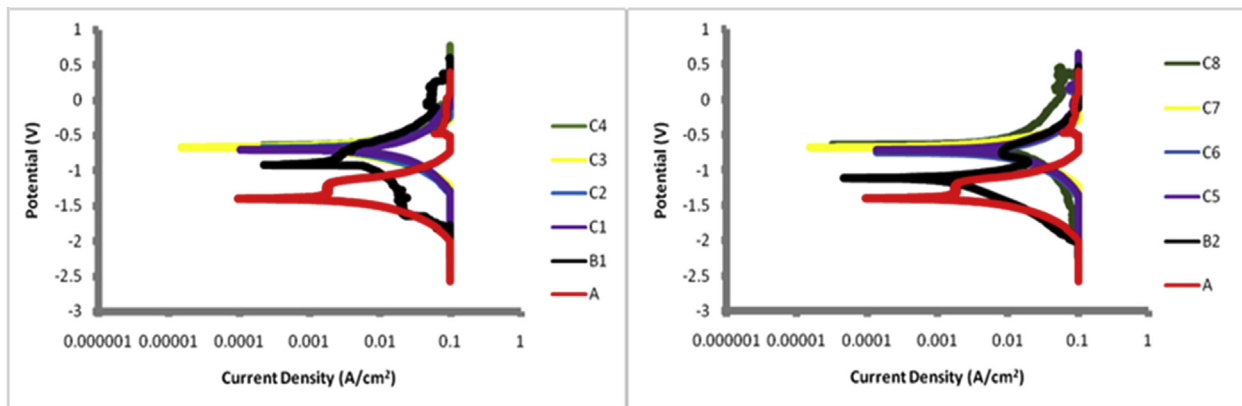 1
0.5
0
-0.5
-1
-1.5
-2
-2.5
-3
Potential (V)
0.000001 0.00001 0.0001 0.001 0.01 0.1 1
Current Density (A/cm²)
C4
C3
C2
C1
B1
A
1
0.5
0
-0.5
-1
-1.5
-2
-2.5
-3
Potential (V)
0.000001 0.00001 0.0001 0.001 0.01 0.1 1
Current Density (A/cm²)
C8
C7
C6
C5
B2
A